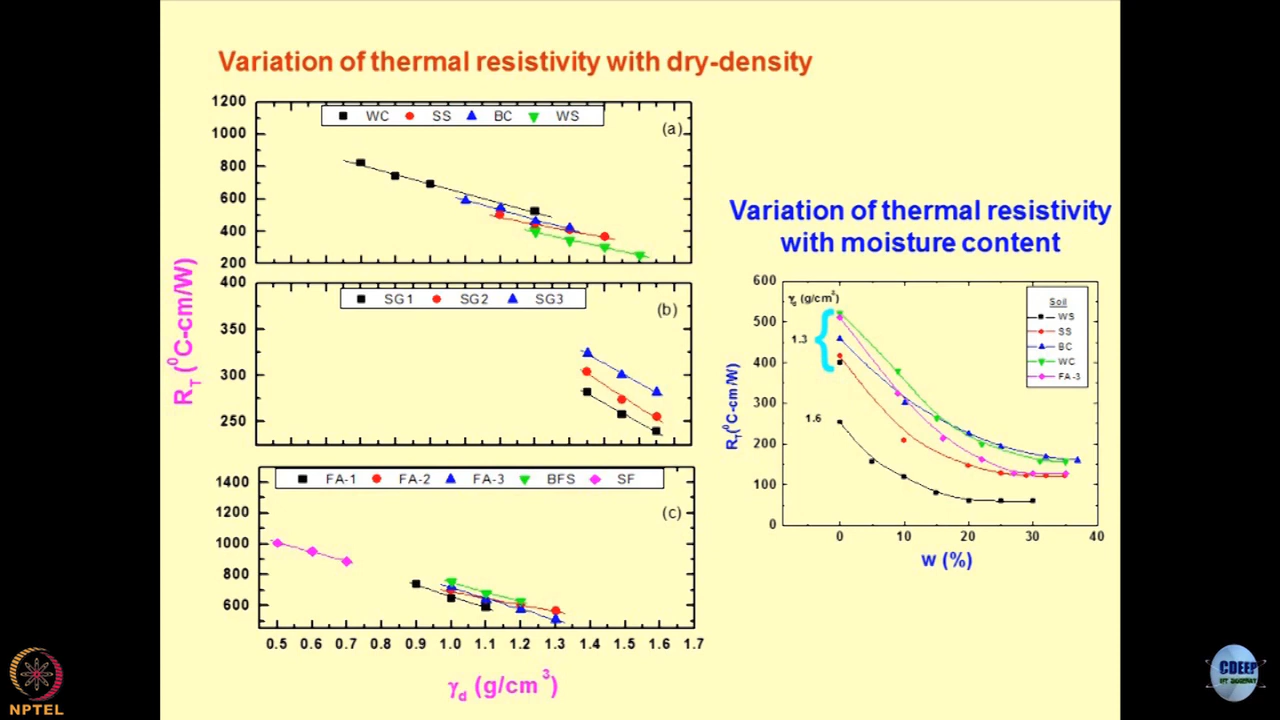 Variation of thermal resistivity with dry-density
1200
1000
800
600
400
200
WC SS BC WS
(a)
400
350
300
250
SG1 SG2 SG3
(b)
1400
1200
1000
800
600
FA-1 FA-2 FA-3 BFS SF
(c)
0.5 0.6 0.7 0.8 0.9 1.0 1.1 1.2 1.3 1.4 1.5 1.6 1.7
R_T (⁰C-cm/W)
γ_d (g/cm³)
Variation of thermal resistivity
with moisture content
600
500
400
300
200
100
0
γ_d (g/cm³)
1.3
1.6
Soil
WS
SS
BC
WC
FA-3
R_T (⁰C-cm/W)
0 10 20 30 40
w (%)
NPTEL
CDEEP